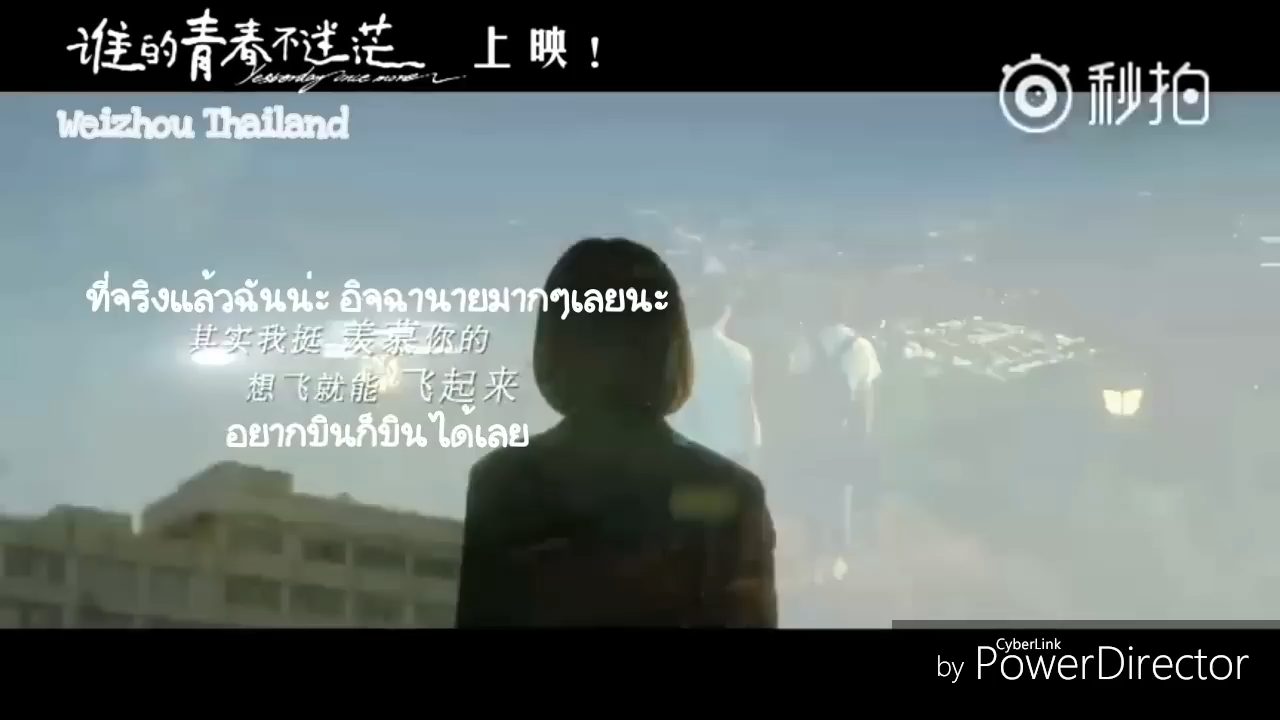 谁的青春不迷茫 上映！
Yesterday once more
秒拍
Weizhou Thailand
ที่จริงแล้วฉันน่ะ อิจฉานายมากๆเลยนะ
其实我挺 羡慕你的
想飞就能 飞起来
อยากบินก็บินได้เลย
CyberLink
by PowerDirector